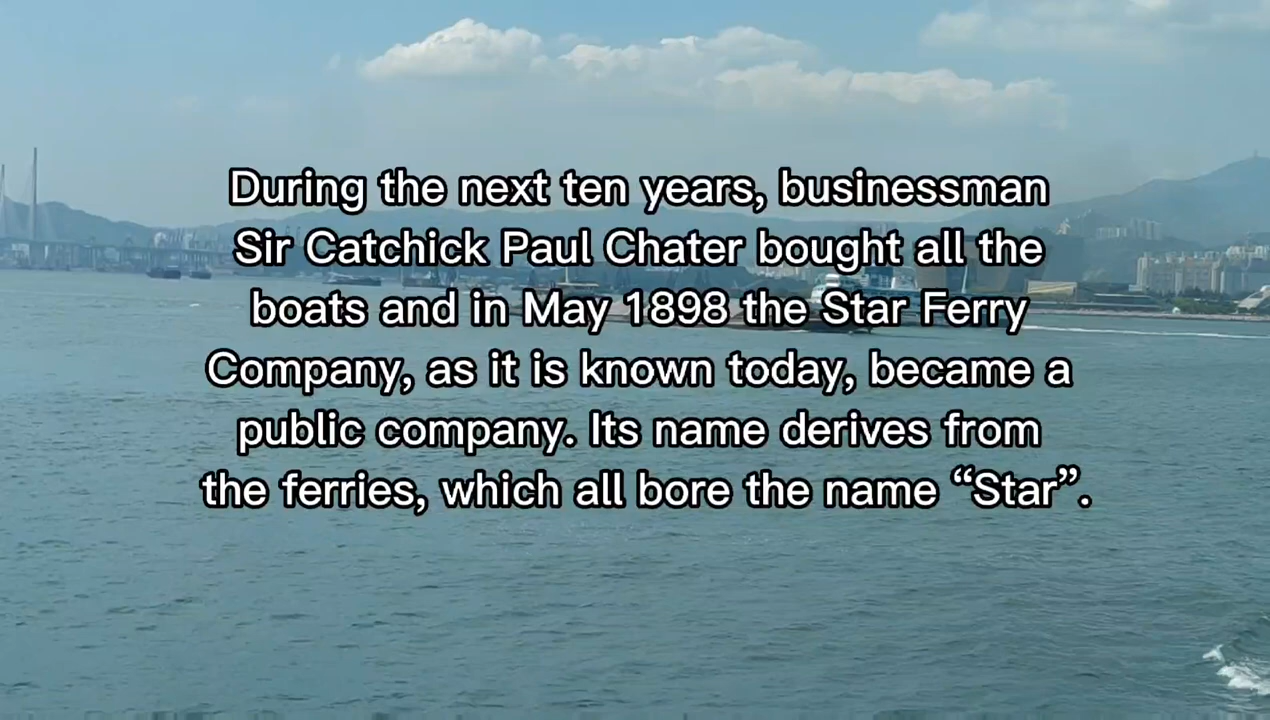 During the next ten years, businessman
Sir Catchick Paul Chater bought all the
boats and in May 1898 the Star Ferry
Company, as it is known today, became a
public company. Its name derives from
the ferries, which all bore the name “Star”.